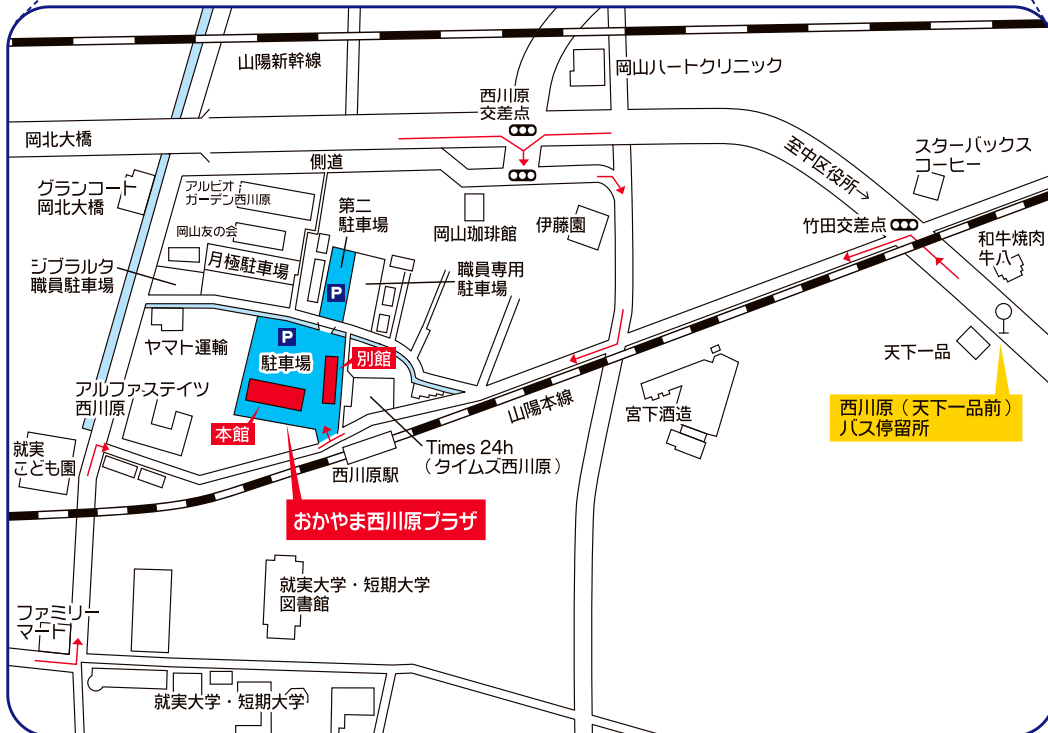 山陽新幹線
岡山ハートクリニック
西川原
交差点
岡北大橋
至中区役所→
スターバックス
コーヒー
側道
グランコート
岡北大橋
アルビオ
ガーデン西川原
第二
駐車場
岡山珈琲館
伊藤園
竹田交差点
岡山友の会
月極駐車場
和牛焼肉
牛八
ジブラルタ
職員駐車場
職員専用
駐車場
P
P
ヤマト運輸
駐車場
別館
天下一品
アルファステイツ
西川原
本館
山陽本線
宮下酒造
西川原（天下一品前）
バス停留所
就実
こども園
Times 24h
（タイムズ西川原）
西川原駅
おかやま西川原プラザ
就実大学・短期大学
図書館
ファミリー
マート
就実大学・短期大学